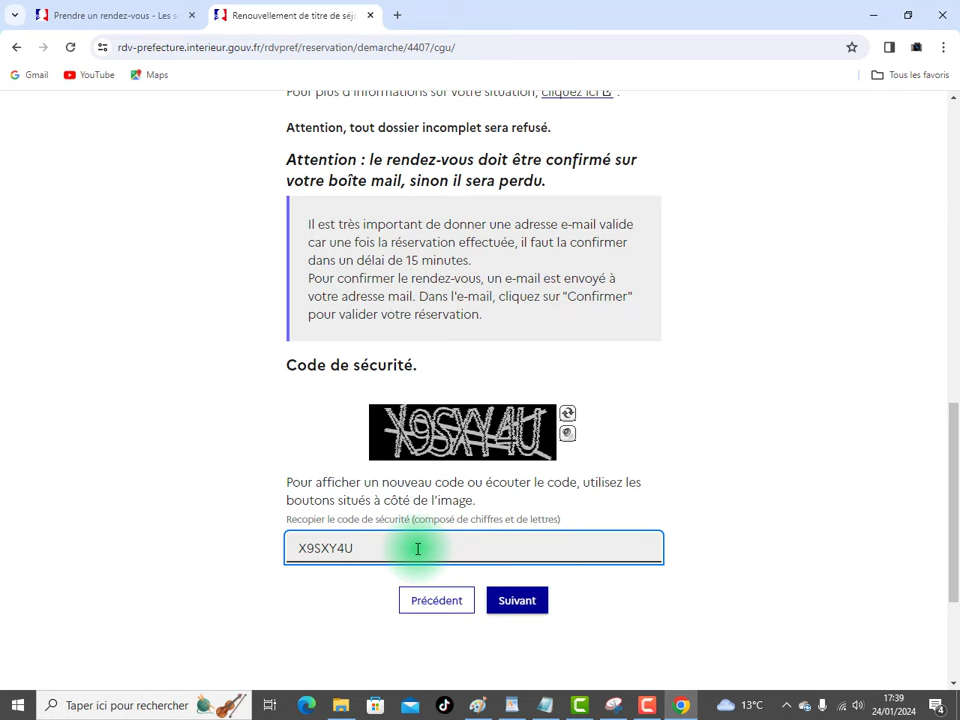 Prendre un rendez-vous - Les se
Renouvellement de titre de séjo
rdv-prefecture.interieur.gouv.fr/rdvpref/reservation/demarche/4407/cgu/
Gmail
YouTube
Maps
Tous les favoris
Pour plus d'informations sur votre situation, cliquez ici .
Attention, tout dossier incomplet sera refusé.
Attention : le rendez-vous doit être confirmé sur
votre boîte mail, sinon il sera perdu.
Il est très important de donner une adresse e-mail valide
car une fois la réservation effectuée, il faut la confirmer
dans un délai de 15 minutes.
Pour confirmer le rendez-vous, un e-mail est envoyé à
votre adresse mail. Dans l'e-mail, cliquez sur "Confirmer"
pour valider votre réservation.
Code de sécurité.
X9SXY4U
Pour afficher un nouveau code ou écouter le code, utilisez les
boutons situés à côté de l'image.
Recopier le code de sécurité (composé de chiffres et de lettres)
X9SXY4U
Précédent
Suivant
Taper ici pour rechercher
13°C
17:39
24/01/2024
4